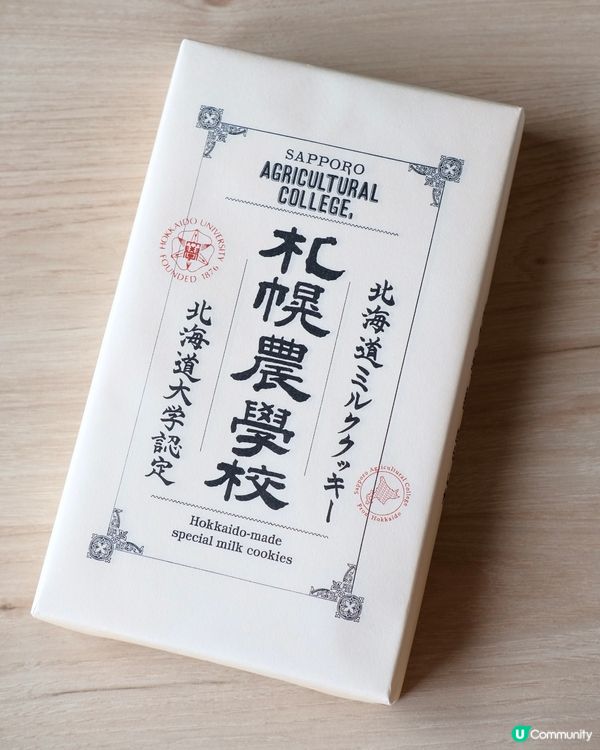 SAPPORO
AGRICULTURAL
COLLEGE,
札幌農學校
北海道ミルククッキー
北海道大学認定
HOKKAIDO UNIVERSITY
FOUNDED 1876
Sapporo Agricultural College
From Hokkaido
Hokkaido-made
special milk cookies
U Community